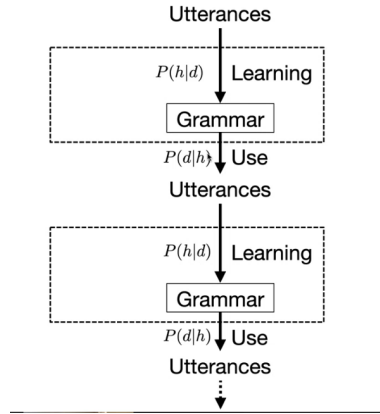 Utterances
P(h|d) Learning
Grammar
P(d|h) Use
Utterances
P(h|d) Learning
Grammar
P(d|h) Use
Utterances